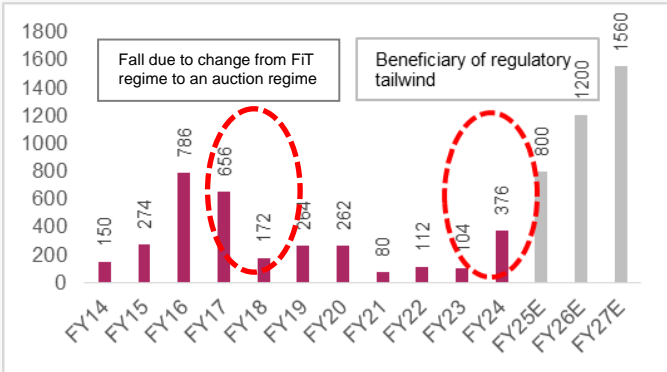 1800
1600
1400
1200
1000
800
600
400
200
0
Fall due to change from FiT
regime to an auction regime
Beneficiary of regulatory
tailwind
150
274
786
656
172
264
262
80
112
104
376
800
1200
1560
FY14
FY15
FY16
FY17
FY18
FY19
FY20
FY21
FY22
FY23
FY24
FY25E
FY26E
FY27E